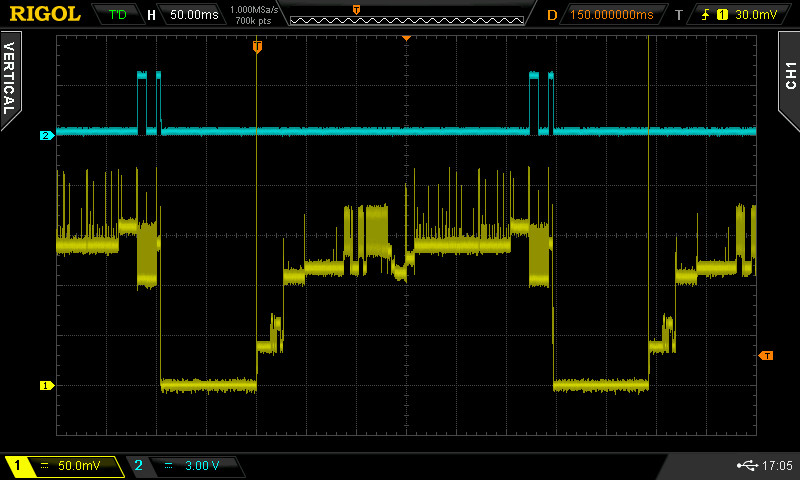 RIGOL T'D H 50.00ms 1.000MSa/s 700k pts T D 150.000000ms T 1 30.0mV
VERTICAL
CH1
T
2
T
1
1 50.0mV 2 3.00 V 17:05